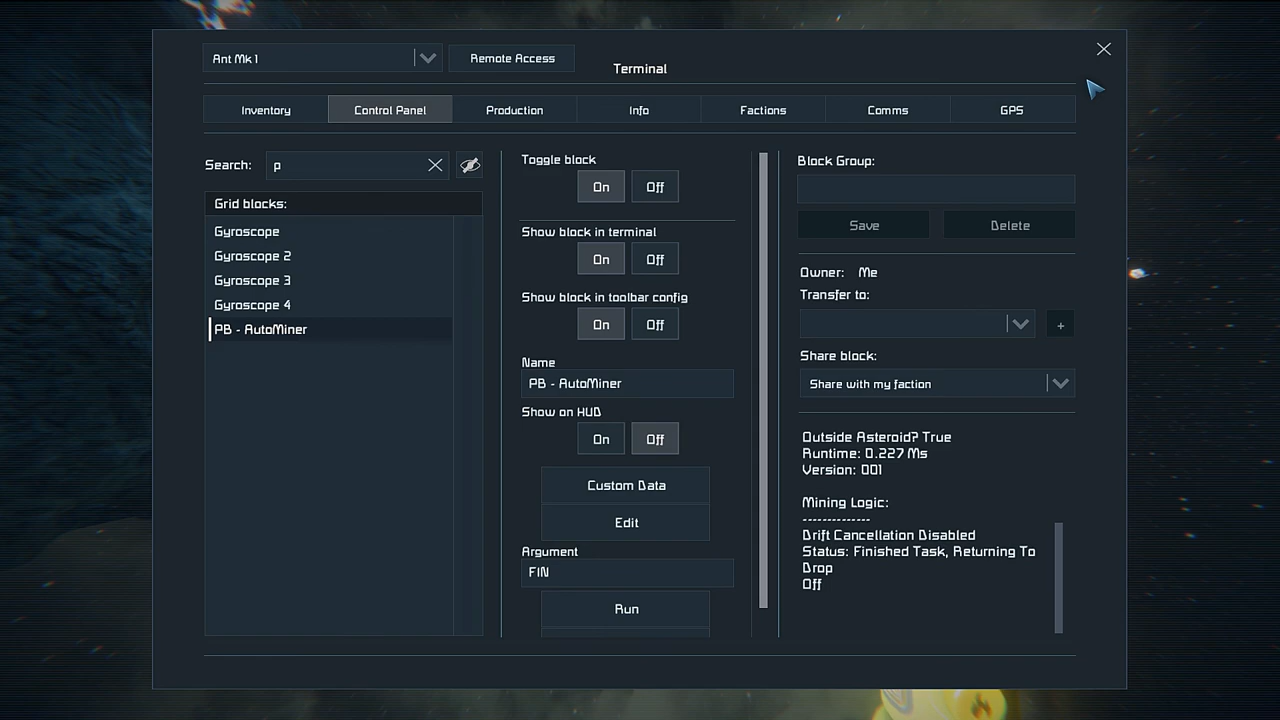 Ant Mk1
Remote Access
Terminal
Inventory
Control Panel
Production
Info
Factions
Comms
GPS
Search:
p
Grid blocks:
Gyroscope
Gyroscope 2
Gyroscope 3
Gyroscope 4
PB - AutoMiner
Toggle block
On
Off
Show block in terminal
On
Off
Show block in toolbar config
On
Off
Name
PB - AutoMiner
Show on HUD
On
Off
Custom Data
Edit
Argument
FIN
Run
Block Group:
Save
Delete
Owner: Me
Transfer to:
+
Share block:
Share with my faction
Outside Asteroid? True
Runtime: 0.227 Ms
Version: 001
Mining Logic:
--------------
Drift Cancellation Disabled
Status: Finished Task, Returning To
Drop
Off